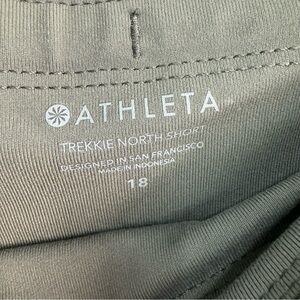 ATHLETA
TREKKIE NORTH SHORT
DESIGNED IN SAN FRANCISCO
MADE IN INDONESIA
18